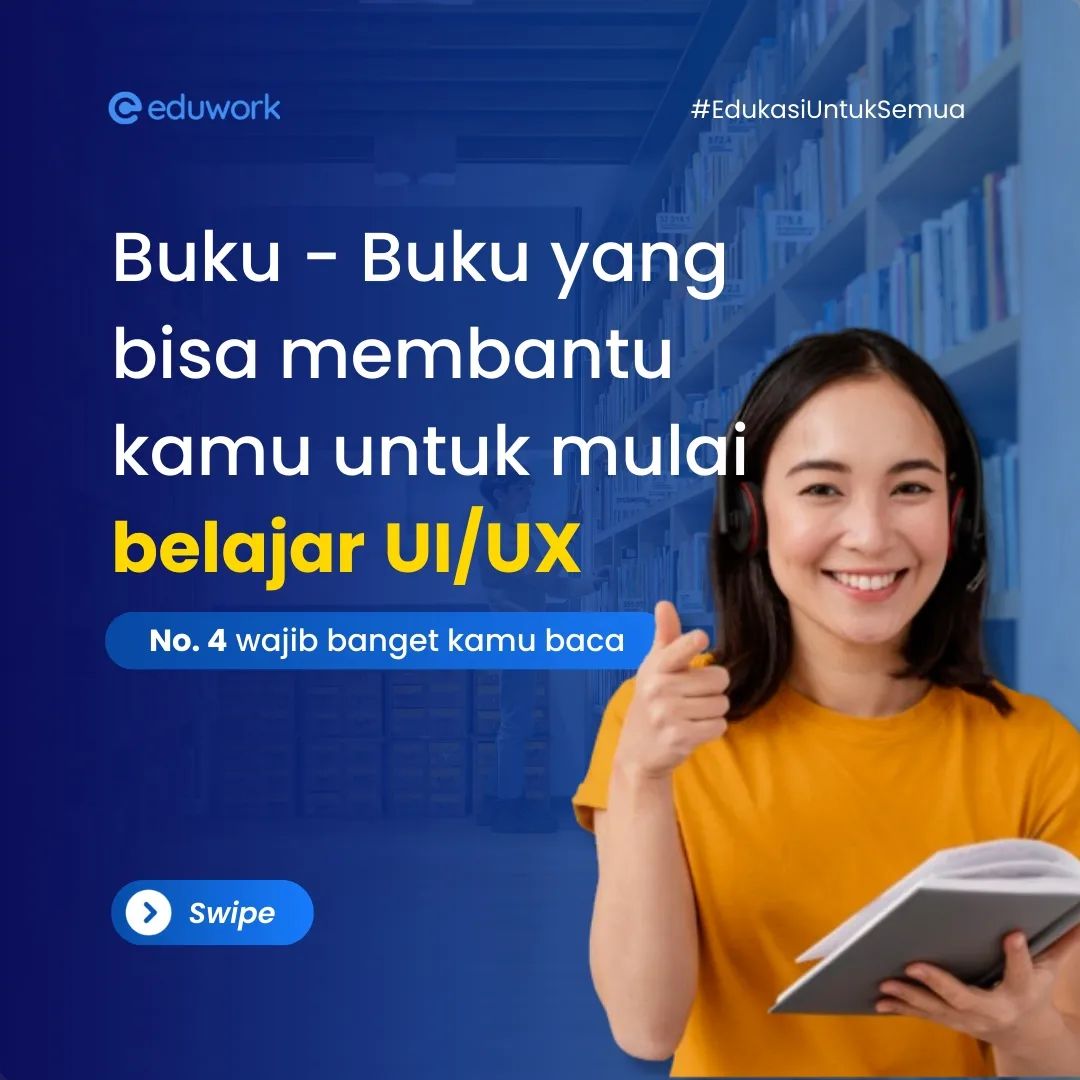 eduwork
#EdukasiUntukSemua
Buku - Buku yang
bisa membantu
kamu untuk mulai
belajar UI/UX
No. 4 wajib banget kamu baca
Swipe